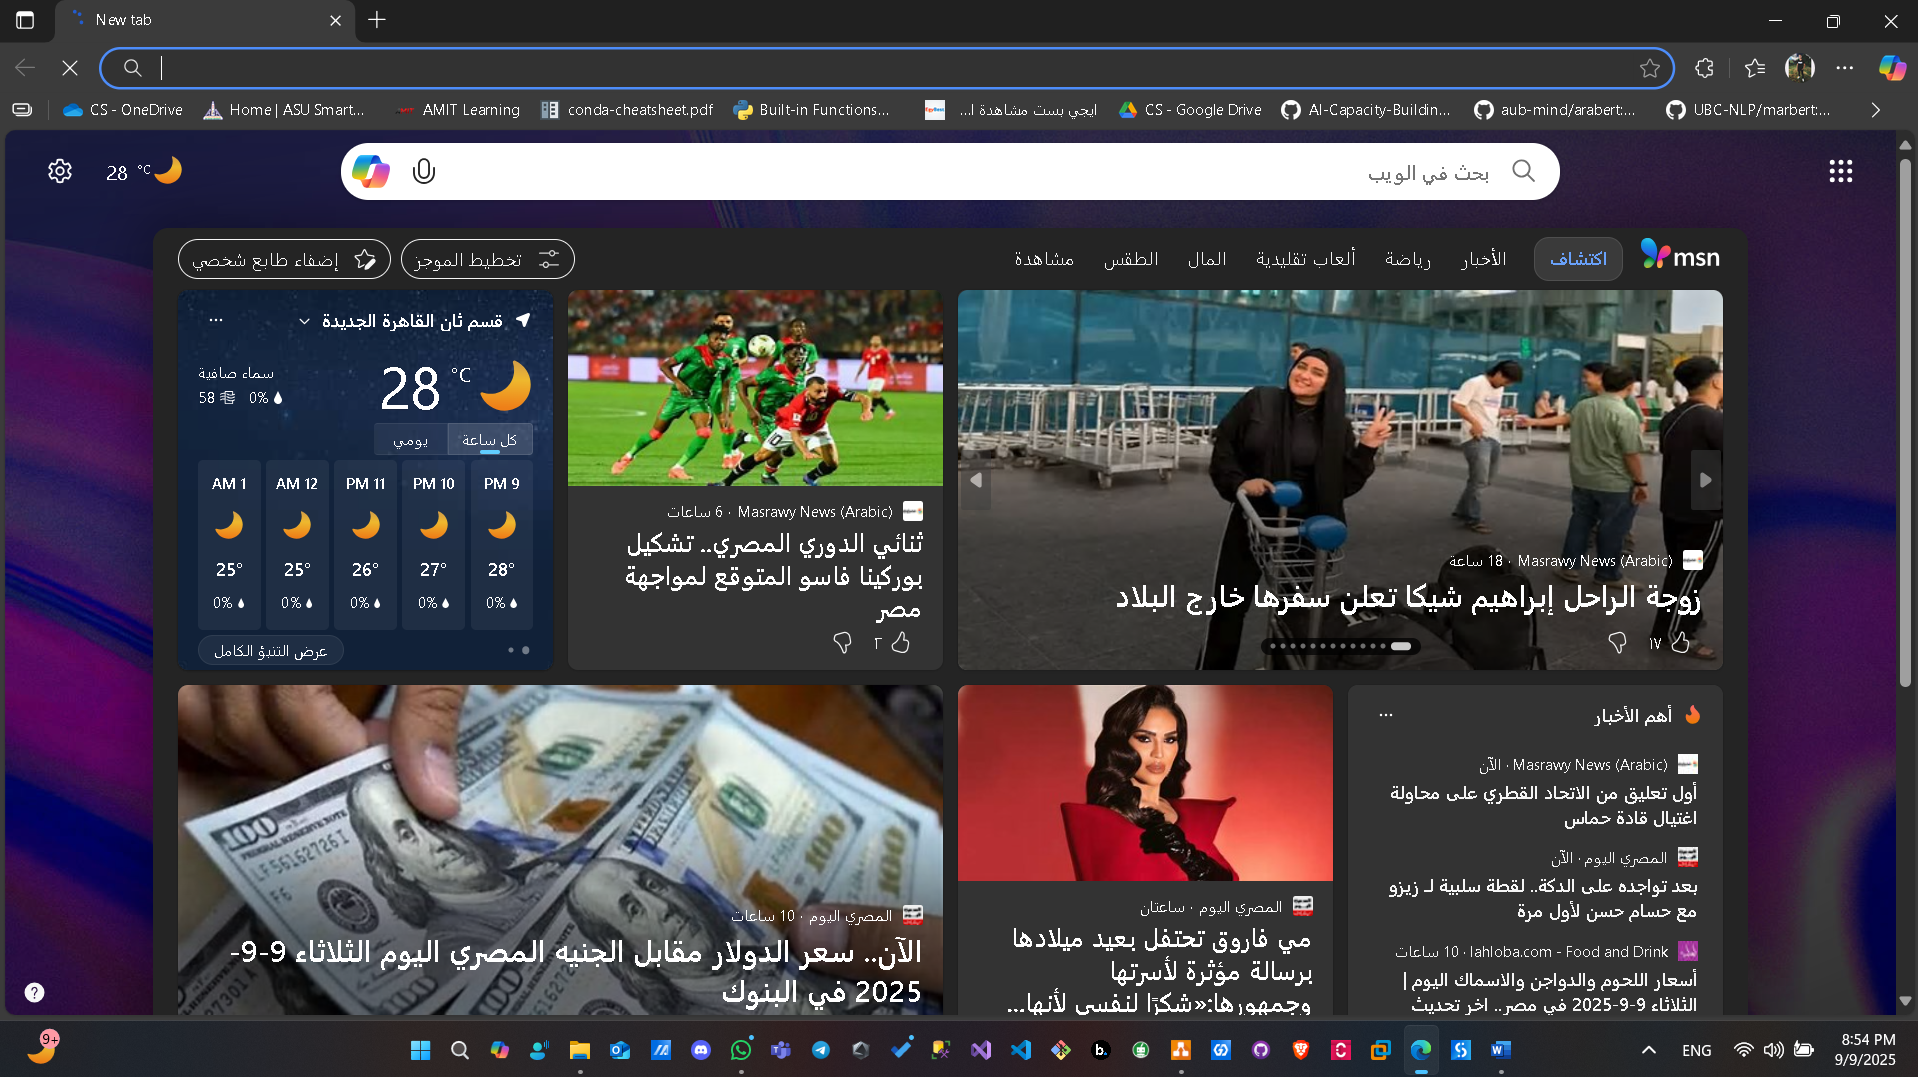 New tab
CS - OneDrive
Home | ASU Smart...
AMIT Learning
conda-cheatsheet.pdf
Built-in Functions...
ايجي بست مشاهدة ا...
CS - Google Drive
AI-Capacity-Buildin...
aub-mind/arabert:...
UBC-NLP/marbert:...
28 °C
بحث في الويب
msn
اكتشاف
الأخبار
رياضة
ألعاب تقليدية
المال
الطقس
مشاهدة
تخطيط الموجز
إضفاء طابع شخصي
قسم ثان القاهرة الجديدة
28 °C
سماء صافية
58 0%
كل ساعة
يومي
PM 9
PM 10
PM 11
AM 12
AM 1
28°
27°
26°
25°
25°
0%
0%
0%
0%
0%
عرض التنبؤ الكامل
Masrawy News (Arabic) · 6 ساعات
ثنائي الدوري المصري.. تشكيل
بوركينا فاسو المتوقع لمواجهة
مصر
٢
Masrawy News (Arabic) · 18 ساعة
زوجة الراحل إبراهيم شيكا تعلن سفرها خارج البلاد
١٧
المصري اليوم · 10 ساعات
الآن.. سعر الدولار مقابل الجنيه المصري اليوم الثلاثاء 9-9-
2025 في البنوك
المصري اليوم · ساعتان
مي فاروق تحتفل بعيد ميلادها
برسالة مؤثرة لأسرتها
وجمهورها:«شكرًا لنفسي لأنها...
أهم الأخبار
Masrawy News (Arabic) · الآن
أول تعليق من الاتحاد القطري على محاولة
اغتيال قادة حماس
المصري اليوم · الآن
بعد تواجده على الدكة.. لقطة سلبية لـ زيزو
مع حسام حسن لأول مرة
lahloba.com - Food and Drink · 10 ساعات
أسعار اللحوم والدواجن والاسماك اليوم |
الثلاثاء 9-9-2025 في مصر.. اخر تحديث
9+
ENG
8:54 PM
9/9/2025